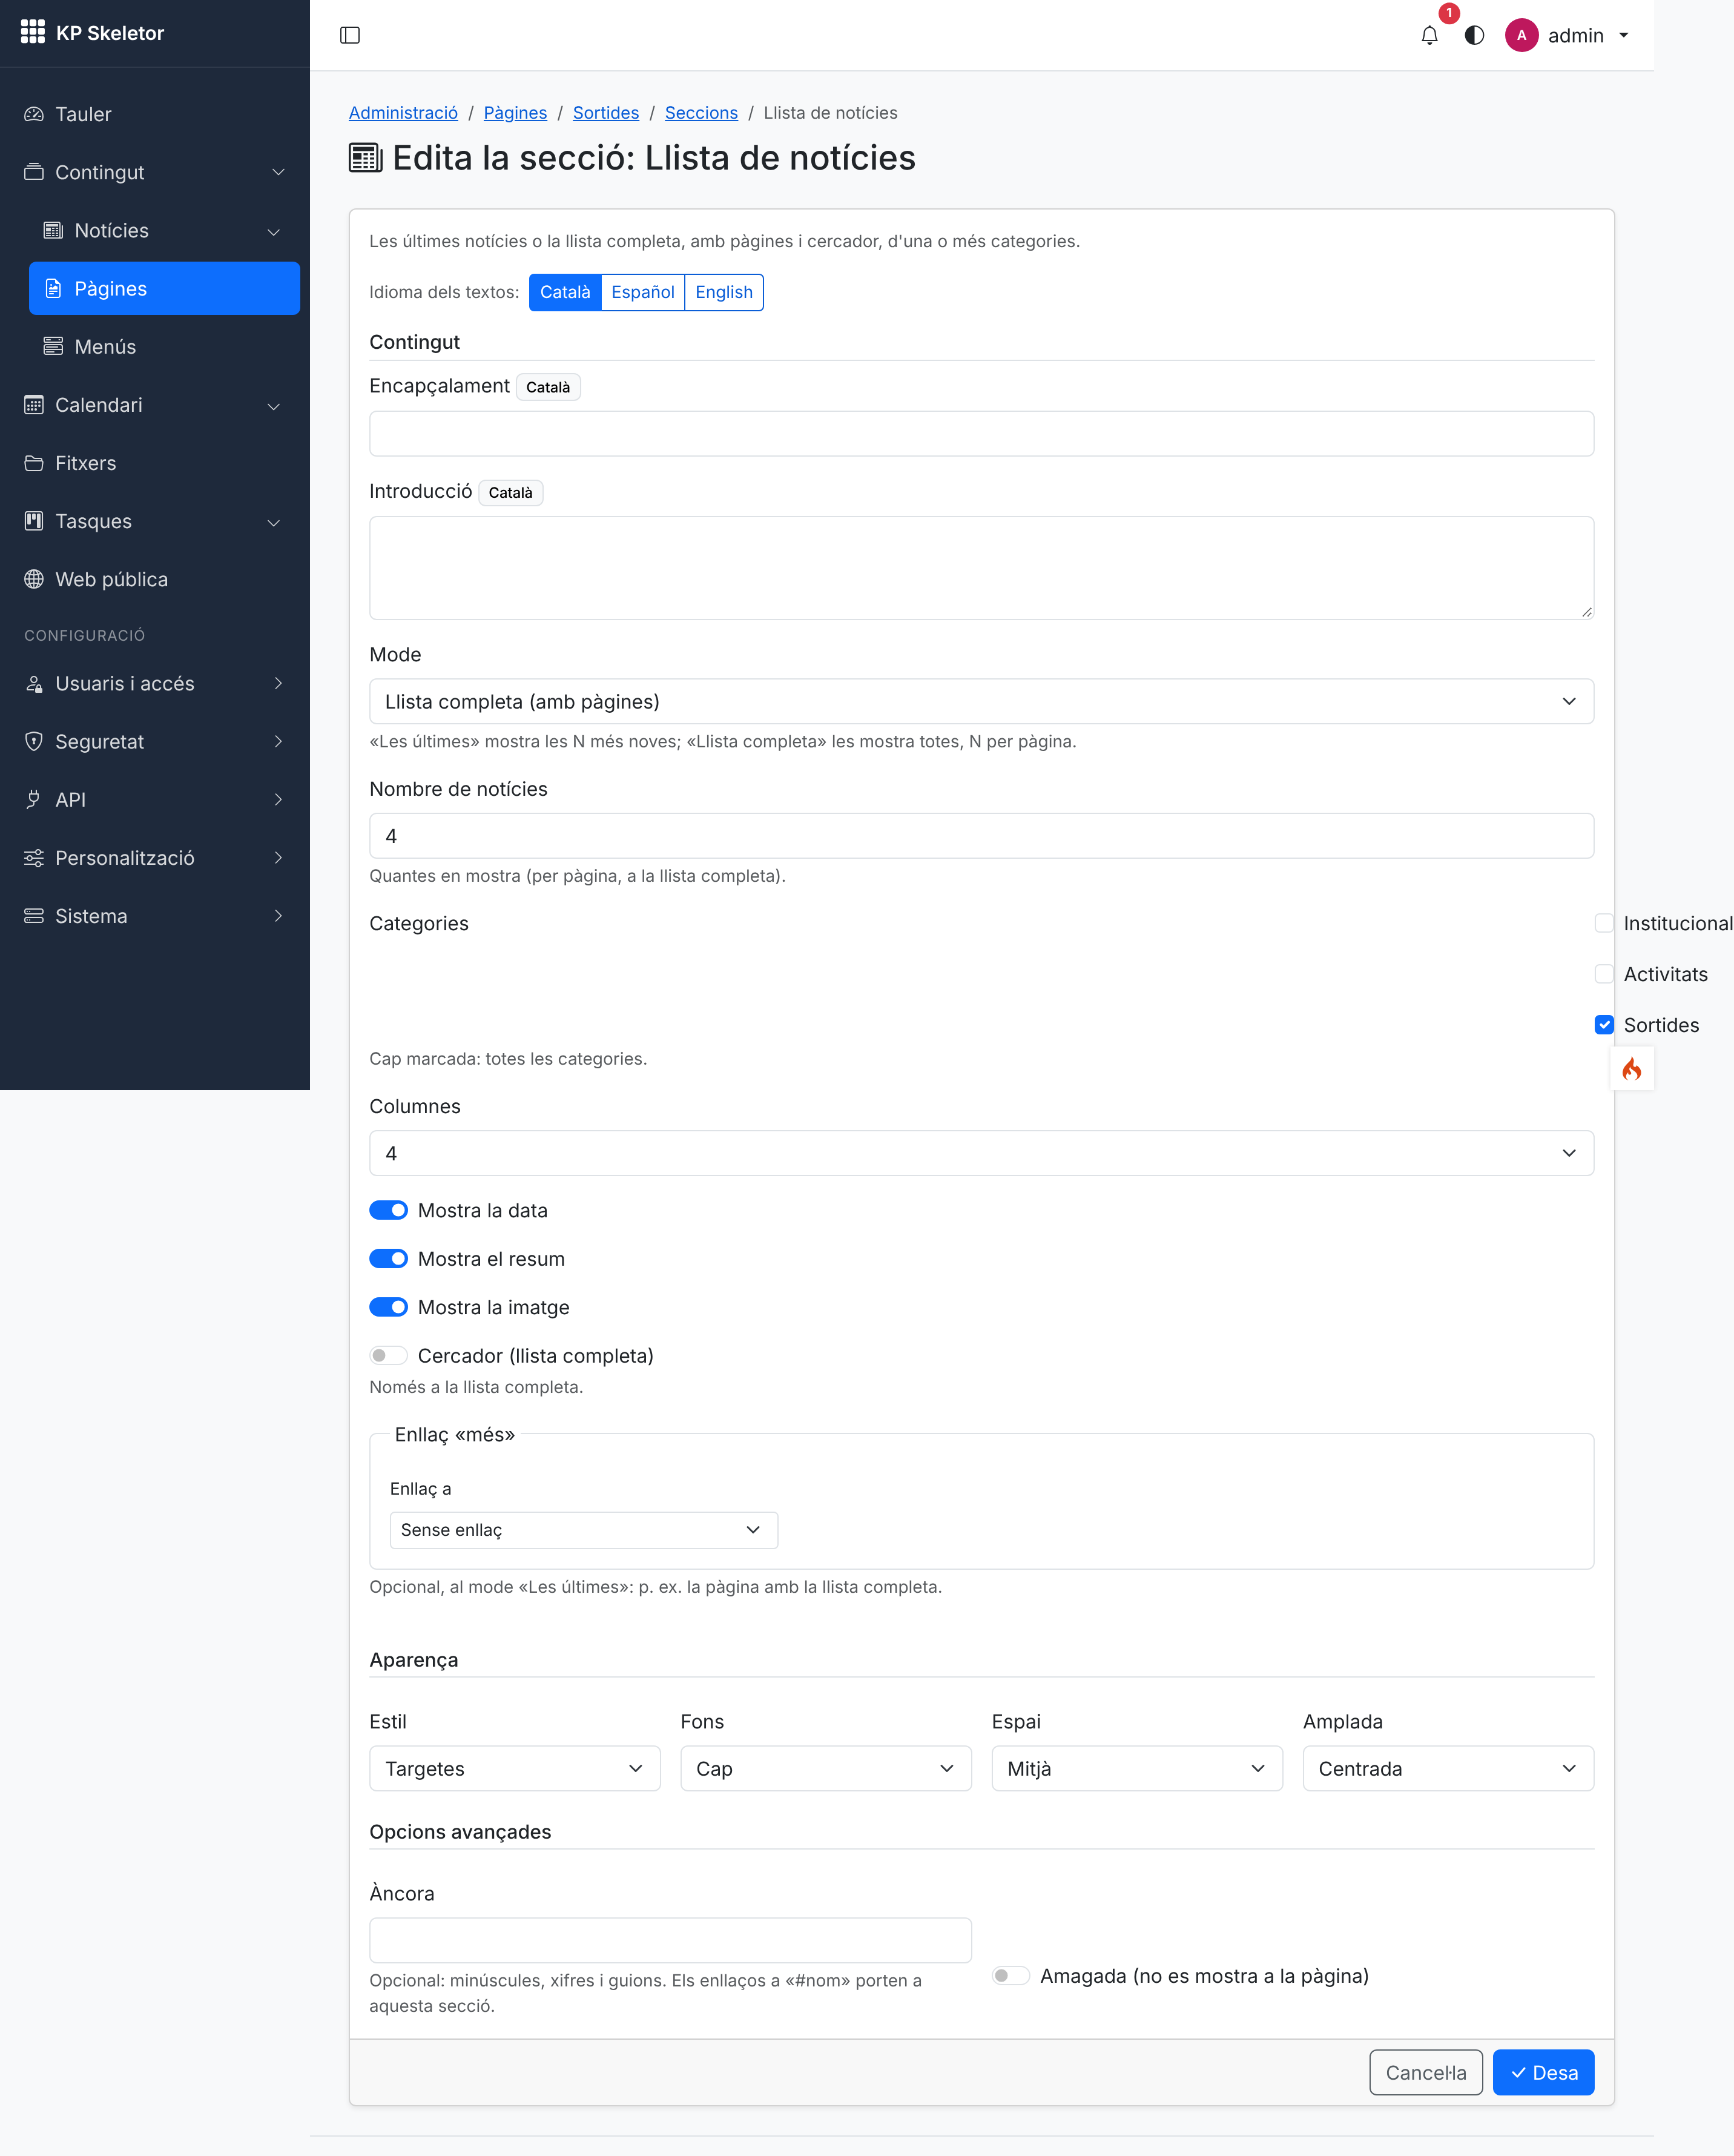 KP Skeletor
1
A
admin
Tauler
Contingut
Notícies
Pàgines
Menús
Calendari
Fitxers
Tasques
Web pública
CONFIGURACIÓ
Usuaris i accés
Seguretat
API
Personalització
Sistema
Administració / Pàgines / Sortides / Seccions / Llista de notícies
Edita la secció: Llista de notícies
Les últimes notícies o la llista completa, amb pàgines i cercador, d'una o més categories.
Idioma dels textos: Català Español English
Contingut
Encapçalament Català
Introducció Català
Mode
Llista completa (amb pàgines)
«Les últimes» mostra les N més noves; «Llista completa» les mostra totes, N per pàgina.
Nombre de notícies
4
Quantes en mostra (per pàgina, a la llista completa).
Categories
Institucional
Activitats
Sortides
Cap marcada: totes les categories.
Columnes
4
Mostra la data
Mostra el resum
Mostra la imatge
Cercador (llista completa)
Només a la llista completa.
Enllaç «més»
Enllaç a
Sense enllaç
Opcional, al mode «Les últimes»: p. ex. la pàgina amb la llista completa.
Aparença
Estil Fons Espai Amplada
Targetes Cap Mitjà Centrada
Opcions avançades
Àncora
Opcional: minúscules, xifres i guions. Els enllaços a «#nom» porten a
aquesta secció.
Amagada (no es mostra a la pàgina)
Cancel·la Desa